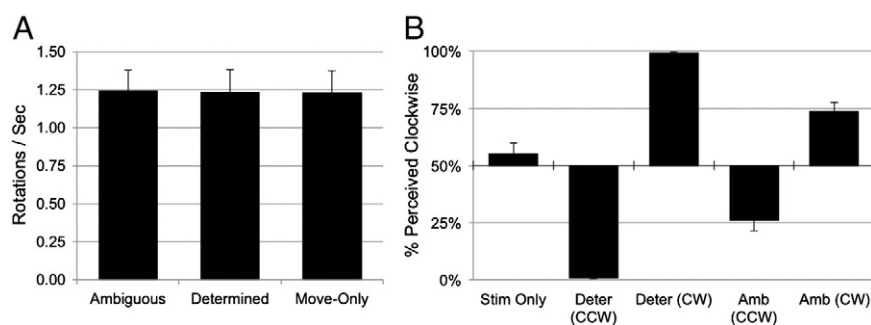 A
1.50
1.25
1.00
0.75
0.50
0.25
0.00
Rotations / Sec
Ambiguous Determined Move-Only
B
100%
75%
50%
25%
0%
% Perceived Clockwise
Stim Only Deter (CCW) Deter (CW) Amb (CCW) Amb (CW)